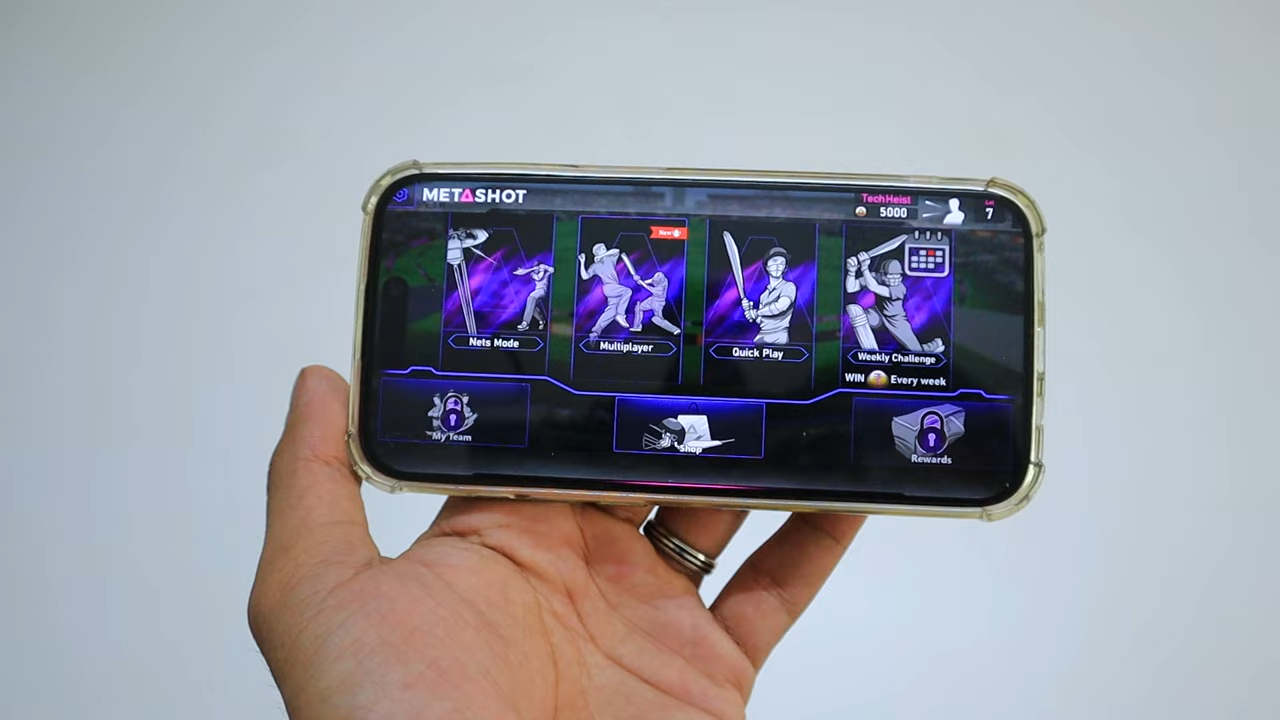 METASHOT
TechHeist
5000
Lvl
7
New
Nets Mode
Multiplayer
Quick Play
Weekly Challenge
WIN Every week
My Team
Shop
Rewards